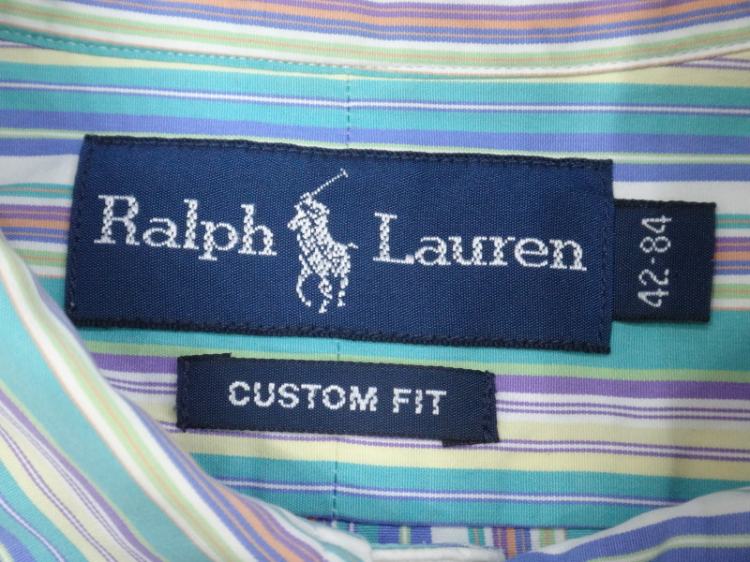 Ralph Lauren
42-84
CUSTOM FIT